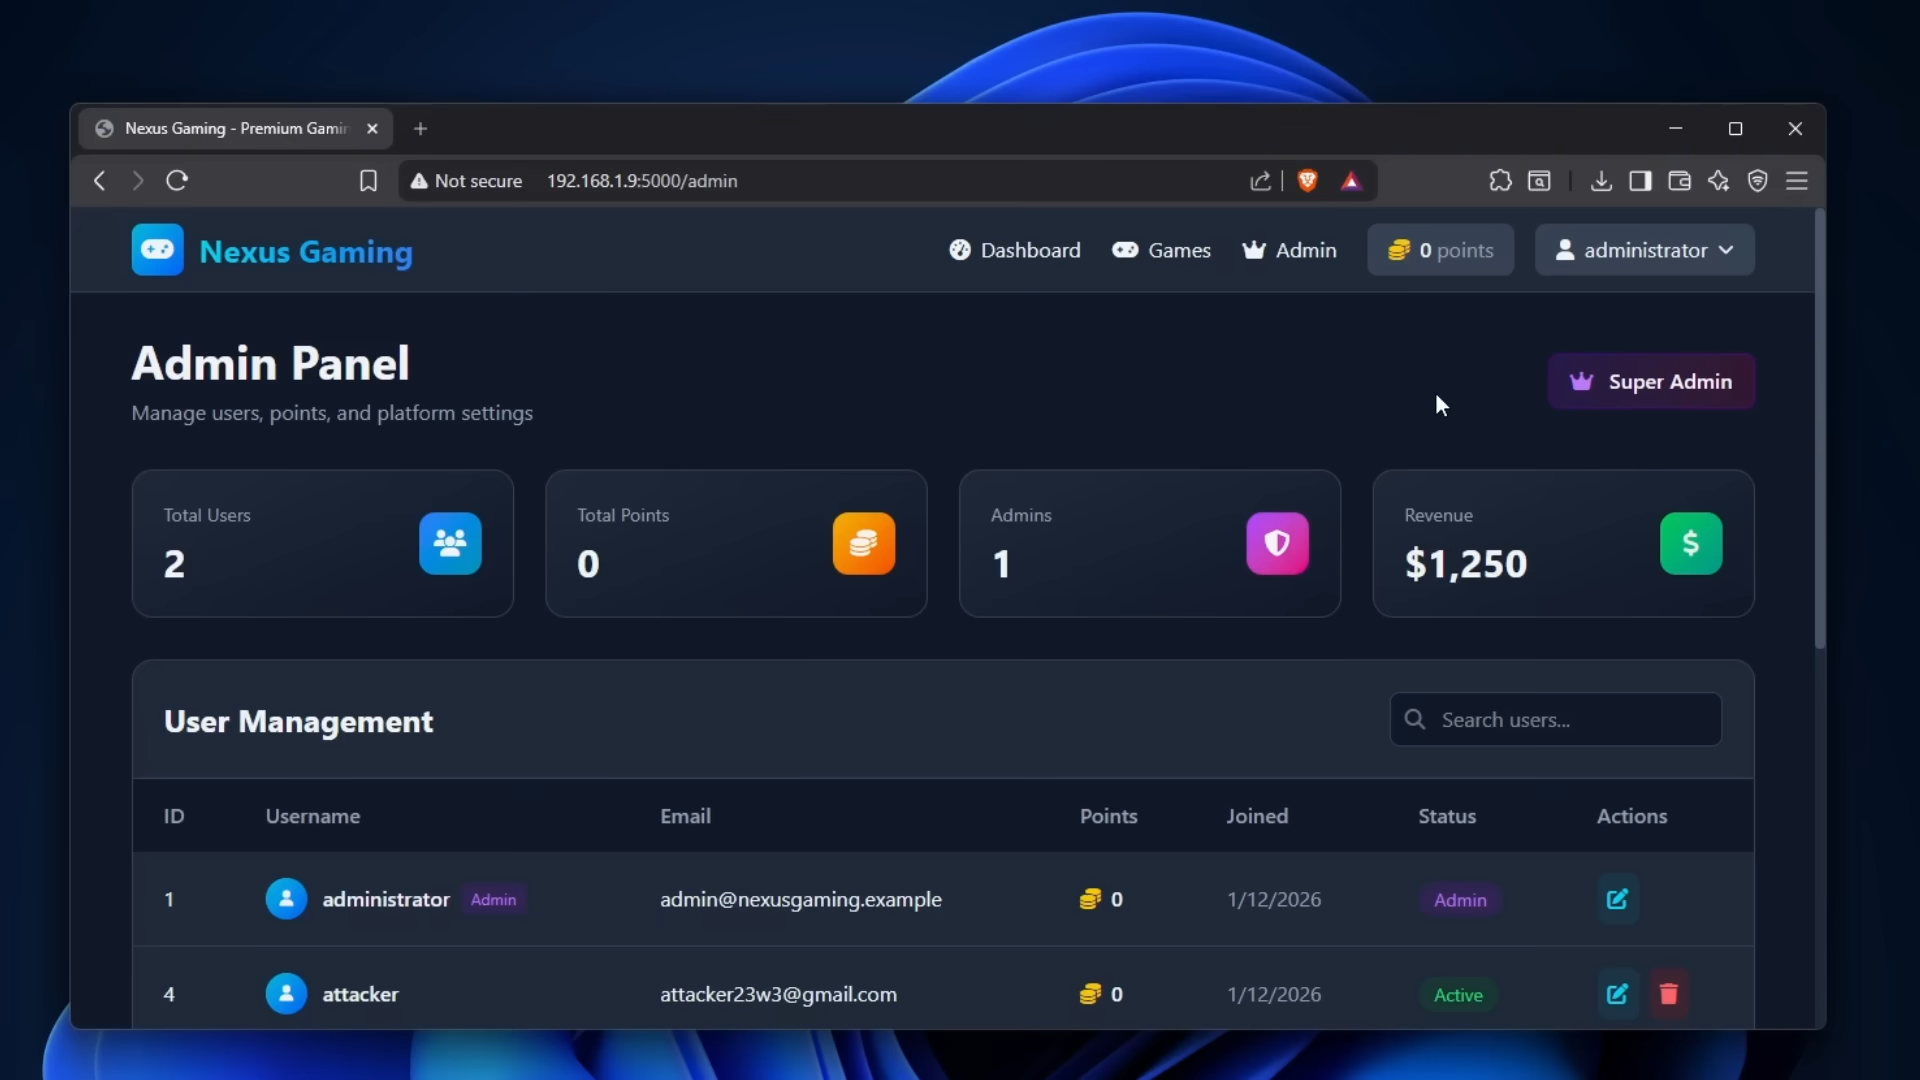 Nexus Gaming - Premium Gamin
Not secure 192.168.1.9:5000/admin
Nexus Gaming
Dashboard
Games
Admin
0 points
administrator
Admin Panel
Manage users, points, and platform settings
Super Admin
Total Users
2
Total Points
0
Admins
1
Revenue
$1,250
User Management
Search users...
ID Username Email Points Joined Status Actions
1 administrator Admin admin@nexusgaming.example 0 1/12/2026 Admin
4 attacker attacker23w3@gmail.com 0 1/12/2026 Active